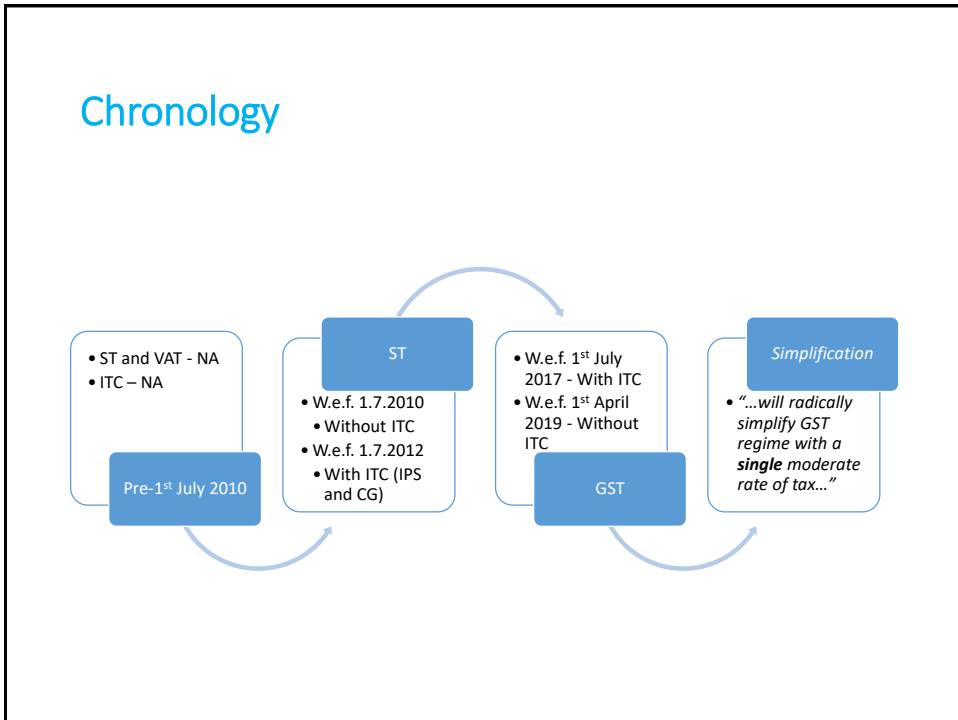 Chronology
• ST and VAT - NA
• ITC – NA
Pre-1st July 2010
ST
• W.e.f. 1.7.2010
• Without ITC
• W.e.f. 1.7.2012
• With ITC (IPS
and CG)
• W.e.f. 1st July
2017 - With ITC
• W.e.f. 1st April
2019 - Without
ITC
GST
Simplification
• “...will radically
simplify GST
regime with a
single moderate
rate of tax...”